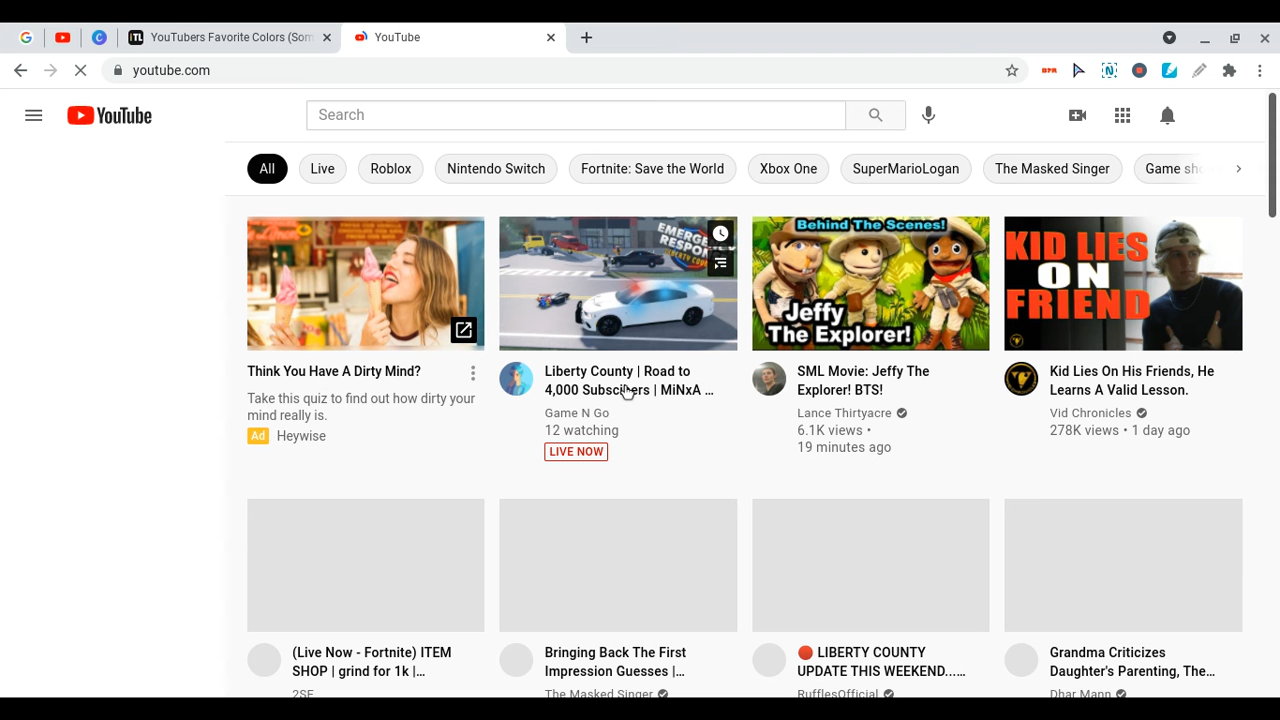 YouTubers Favorite Colors (Som
YouTube
youtube.com
YouTube
Search
All
Live
Roblox
Nintendo Switch
Fortnite: Save the World
Xbox One
SuperMarioLogan
The Masked Singer
Game sh
EMERGE
RESPON
LIBERTY COU
Behind The Scenes!
Jeffy
The Explorer!
KID LIES
ON
FRIEND
Think You Have A Dirty Mind?
Take this quiz to find out how dirty your
mind really is.
Ad Heywise
Liberty County | Road to
4,000 Subscribers | MiNxA ...
Game N Go
12 watching
LIVE NOW
SML Movie: Jeffy The
Explorer! BTS!
Lance Thirtyacre
6.1K views •
19 minutes ago
Kid Lies On His Friends, He
Learns A Valid Lesson.
Vid Chronicles
278K views • 1 day ago
(Live Now - Fortnite) ITEM
SHOP | grind for 1k |...
2SF
Bringing Back The First
Impression Guesses |...
The Masked Singer
LIBERTY COUNTY
UPDATE THIS WEEKEND......
RufflesOfficial
Grandma Criticizes
Daughter's Parenting, The...
Dhar Mann